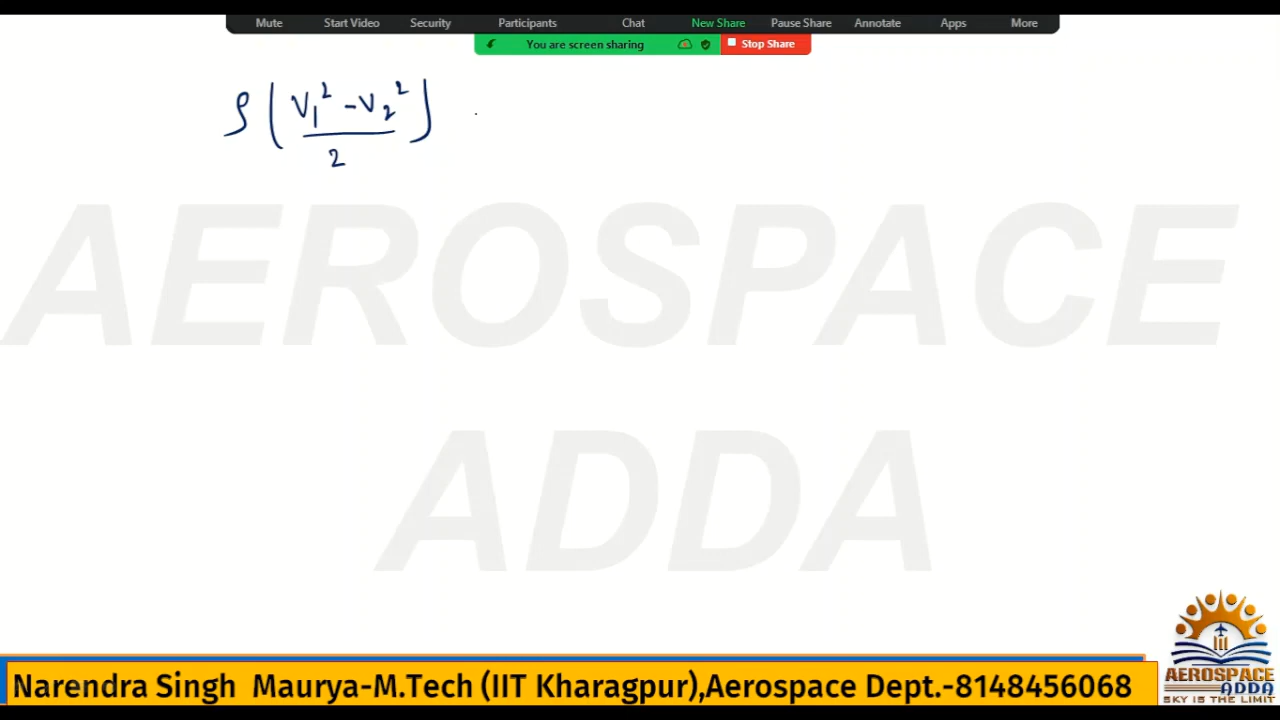 Mute Start Video Security Participants Chat New Share Pause Share Annotate Apps More
You are screen sharing Stop Share
ρ ( (V₁² - V₂²) / 2 )
AEROSPACE
ADDA
Narendra Singh Maurya-M.Tech (IIT Kharagpur),Aerospace Dept.-8148456068
AEROSPACE
ADDA
SKY IS THE LIMIT